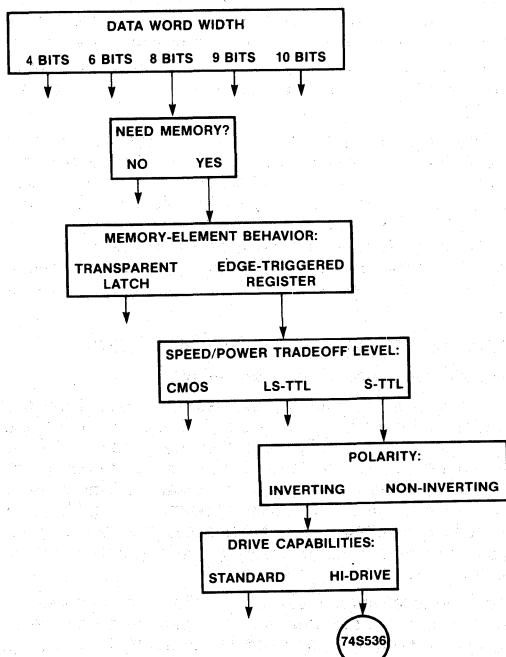 DATA WORD WIDTH
4 BITS 6 BITS 8 BITS 9 BITS 10 BITS
NEED MEMORY?
NO YES
MEMORY-ELEMENT BEHAVIOR:
TRANSPARENT EDGE-TRIGGERED
LATCH REGISTER
SPEED/POWER TRADEOFF LEVEL:
CMOS LS-TTL S-TTL
POLARITY:
INVERTING NON-INVERTING
DRIVE CAPABILITIES:
STANDARD HI-DRIVE
74S536